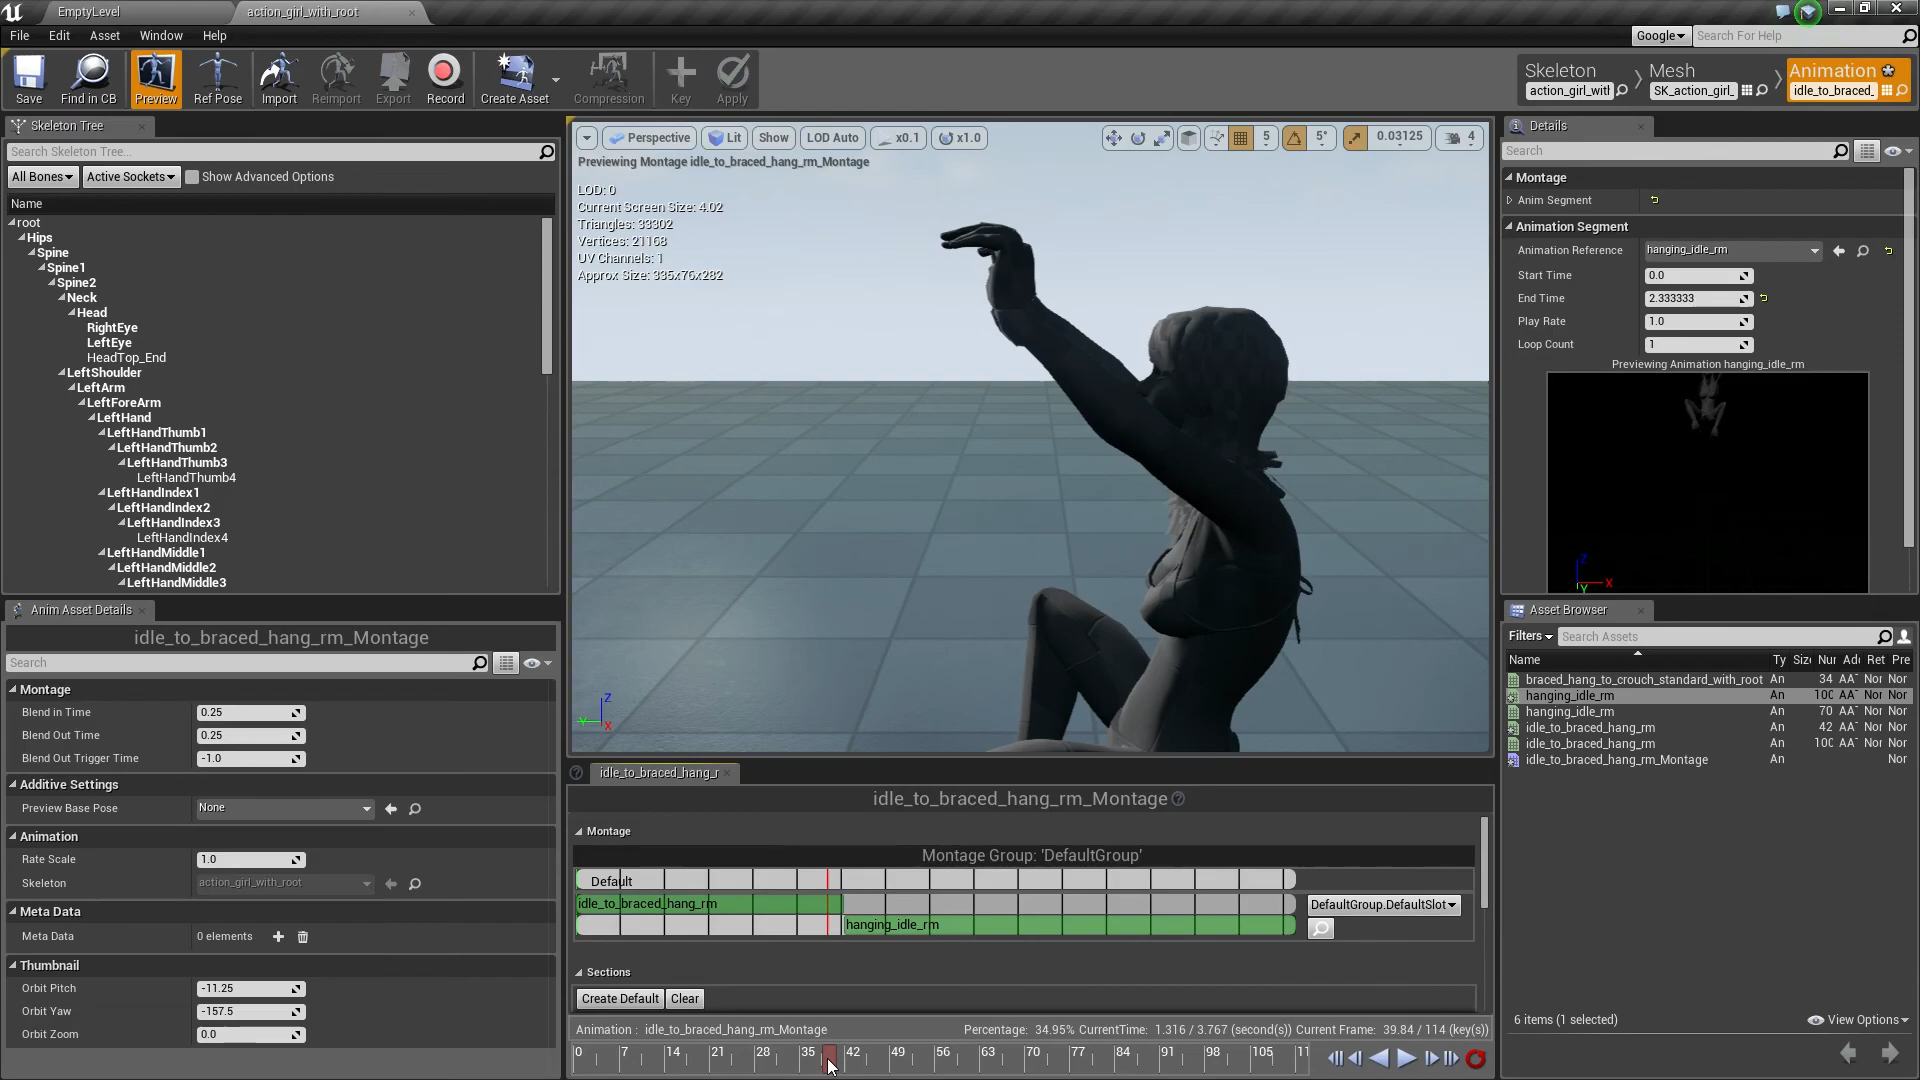 EmptyLevel
action_girl_with_root
File Edit Asset Window Help
Google
Search For Help
Save
Find in CB
Preview
Ref Pose
Import
Reimport
Export
Record
Create Asset
Compression
Key
Apply
Skeleton
action_girl_witl
Mesh
SK_action_girl_
Animation
idle_to_braced_
Skeleton Tree
Search Skeleton Tree...
All Bones
Active Sockets
Show Advanced Options
Name
root
Hips
Spine
Spine1
Spine2
Neck
Head
RightEye
LeftEye
HeadTop_End
LeftShoulder
LeftArm
LeftForeArm
LeftHand
LeftHandThumb1
LeftHandThumb2
LeftHandThumb3
LeftHandThumb4
LeftHandIndex1
LeftHandIndex2
LeftHandIndex3
LeftHandIndex4
LeftHandMiddle1
LeftHandMiddle2
LeftHandMiddle3
Anim Asset Details
idle_to_braced_hang_rm_Montage
Search
Montage
Blend in Time 0.25
Blend Out Time 0.25
Blend Out Trigger Time -1.0
Additive Settings
Preview Base Pose None
Animation
Rate Scale 1.0
Skeleton action_girl_with_root
Meta Data
Meta Data 0 elements
Thumbnail
Orbit Pitch -11.25
Orbit Yaw -157.5
Orbit Zoom 0.0
Perspective Lit Show LOD Auto x0.1 x1.0 5 5° 0.03125 4
Previewing Montage idle_to_braced_hang_rm_Montage
LOD: 0
Current Screen Size: 4.02
Triangles: 33302
Vertices: 21168
UV Channels: 1
Approx Size: 335x76x282
Z
Y
X
idle_to_braced_hang_r
idle_to_braced_hang_rm_Montage
Montage
Montage Group: 'DefaultGroup'
Default
idle_to_braced_hang_rm
DefaultGroup.DefaultSlot
hanging_idle_rm
Sections
Create Default Clear
Animation : idle_to_braced_hang_rm_Montage Percentage: 34.95% CurrentTime: 1.316 / 3.767 (second(s)) Current Frame: 39.84 / 114 (key(s))
0 7 14 21 28 35 42 49 56 63 70 77 84 91 98 105 11
Details
Search
Montage
Anim Segment
Animation Segment
Animation Reference hanging_idle_rm
Start Time 0.0
End Time 2.333333
Play Rate 1.0
Loop Count 1
Previewing Animation hanging_idle_rm
Z
X
Y
Asset Browser
Filters
Search Assets
Name Ty Size Nur Ad Ret Pre
braced_hang_to_crouch_standard_with_root An 34 AA Nor Nor
hanging_idle_rm An 10C AA Nor Nor
hanging_idle_rm An 70 AA Nor Nor
idle_to_braced_hang_rm An 42 AA Nor Nor
idle_to_braced_hang_rm An 10C AA Nor Nor
idle_to_braced_hang_rm_Montage An Nor
6 items (1 selected)
View Options